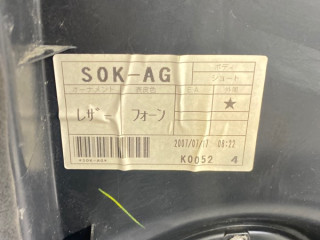 SOK-AG
ボディ
ショート
オーナメント
レザー フォーン
★
2007/07/17 08:22
K0052 4